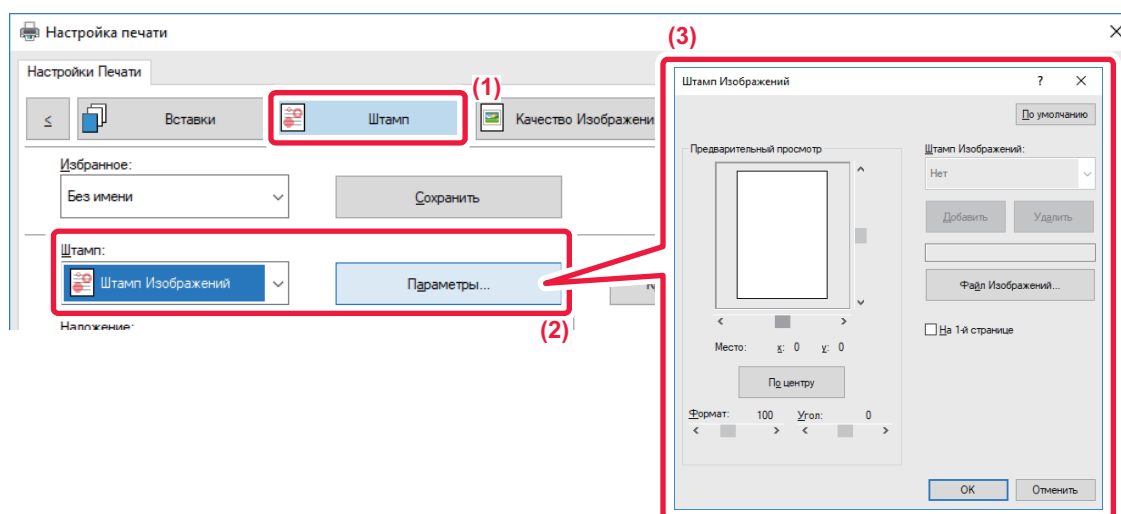 Настройка печати
Настройки Печати
(1)
≤
Вставки
Штамп
Качество Изображени
Избранное:
Без имени
Сохранить
Штамп:
Штамп Изображений
Параметры...
(2)
Наложение:
(3)
Штамп Изображений
?
По умолчанию
Предварительный просмотр
Штамп Изображений:
Нет
Добавить
Удалить
Файл Изображений...
На 1-й странице
Место: x: 0 y: 0
По центру
Формат: 100 Угол: 0
OK
Отменить